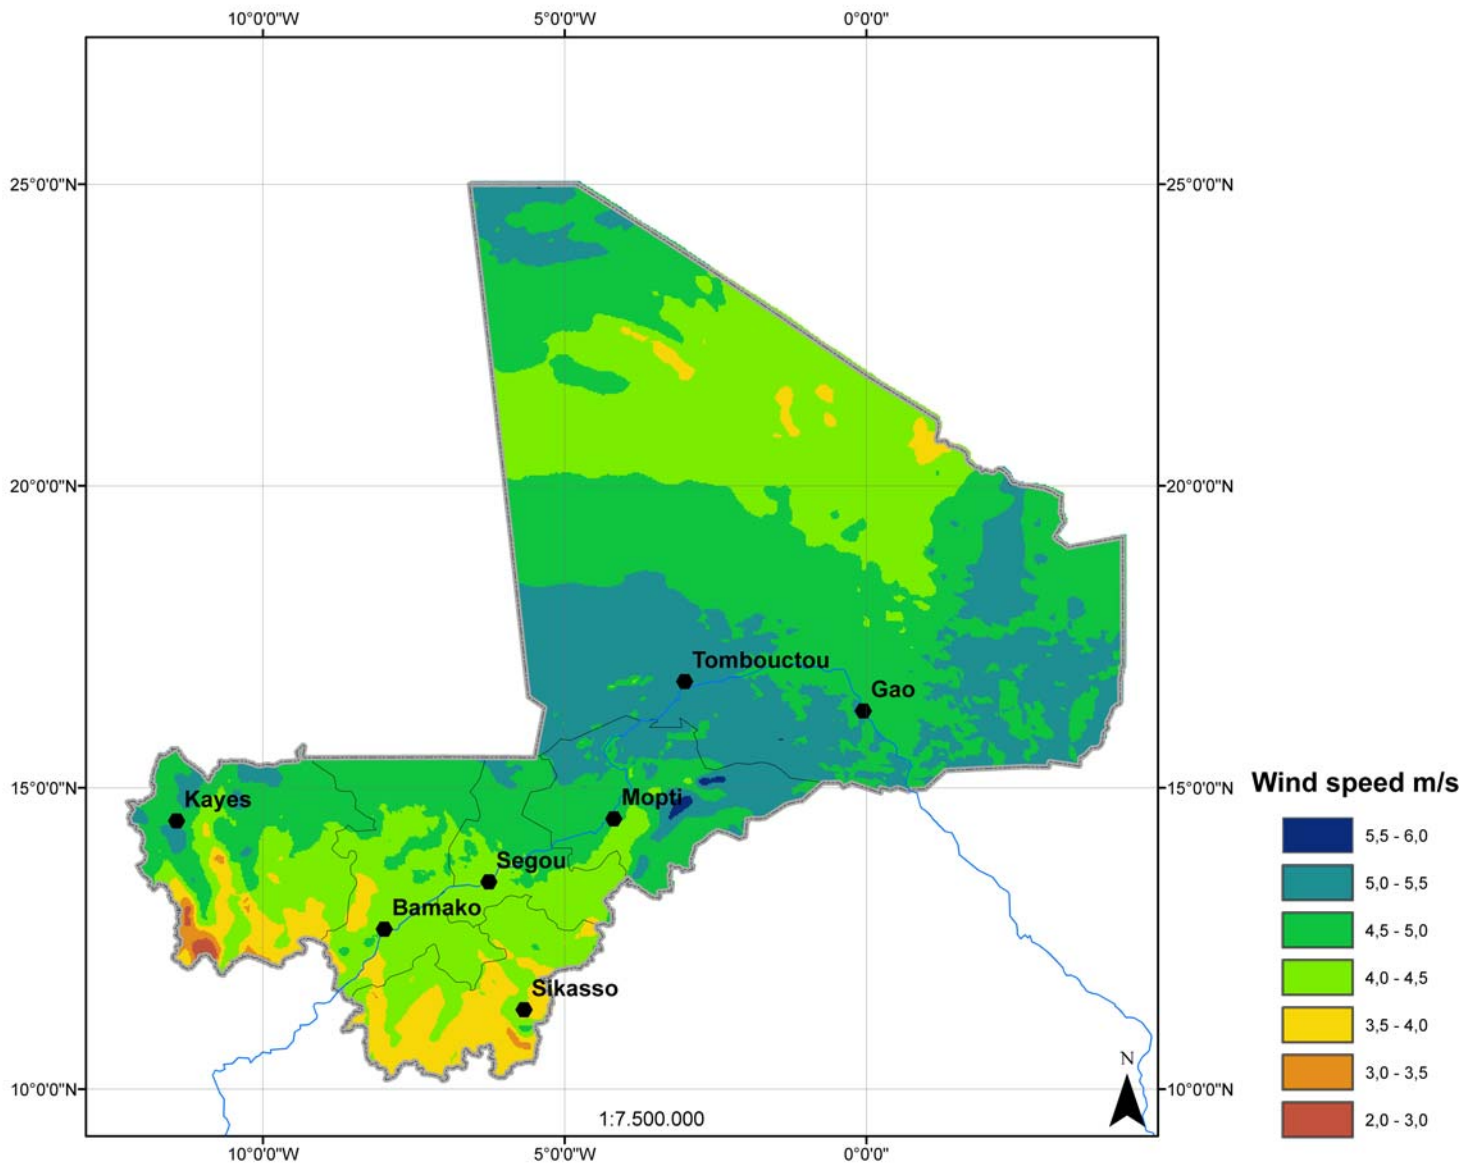 10°0'0"W 5°0'0"W 0°0'0"
25°0'0"N 25°0'0"N
20°0'0"N 20°0'0"N
Tombouctou
Gao
15°0'0"N 15°0'0"N
Wind speed m/s
Kayes
Mopti
5,5 - 6,0
Segou
5,0 - 5,5
Bamako
4,5 - 5,0
4,0 - 4,5
Sikasso
3,5 - 4,0
N
3,0 - 3,5
10°0'0"N 10°0'0"N
1:7.500.000
2,0 - 3,0
10°0'0"W 5°0'0"W 0°0'0"